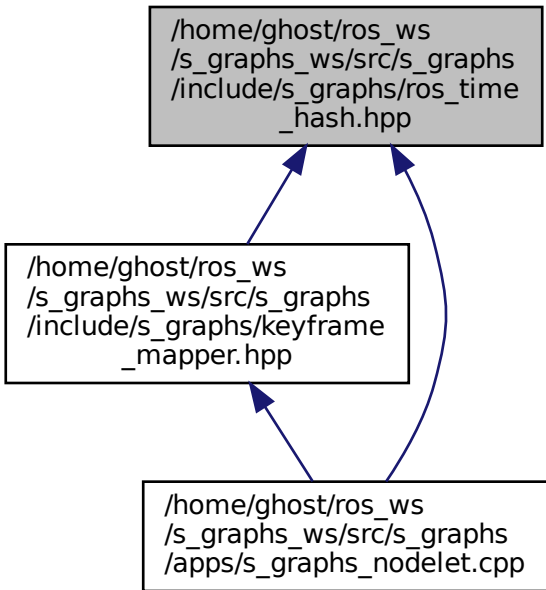 /home/ghost/ros_ws
/s_graphs_ws/src/s_graphs
/include/s_graphs/ros_time
_hash.hpp
/home/ghost/ros_ws
/s_graphs_ws/src/s_graphs
/include/s_graphs/keyframe
_mapper.hpp
/home/ghost/ros_ws
/s_graphs_ws/src/s_graphs
/apps/s_graphs_nodelet.cpp